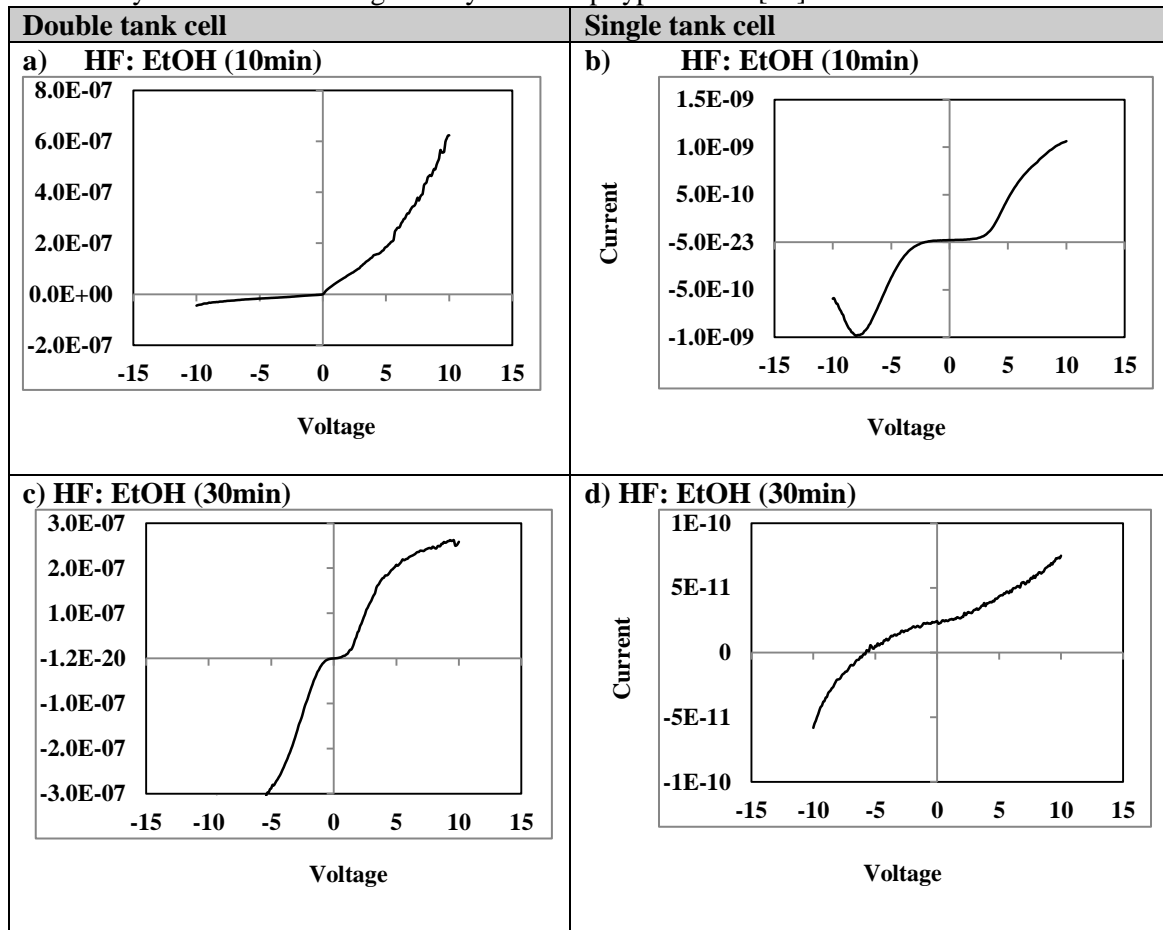 Double tank cell
Single tank cell
a) HF: EtOH (10min)
8.0E-07
6.0E-07
4.0E-07
2.0E-07
0.0E+00
-2.0E-07
-15 -10 -5 0 5 10 15
Voltage
b) HF: EtOH (10min)
1.5E-09
1.0E-09
5.0E-10
-5.0E-23
-5.0E-10
-1.0E-09
Current
-15 -10 -5 0 5 10 15
Voltage
c) HF: EtOH (30min)
3.0E-07
2.0E-07
1.0E-07
-1.2E-20
-1.0E-07
-2.0E-07
-3.0E-07
-15 -10 -5 0 5 10 15
Voltage
d) HF: EtOH (30min)
1E-10
5E-11
0
-5E-11
-1E-10
Current
-15 -10 -5 0 5 10 15
Voltage